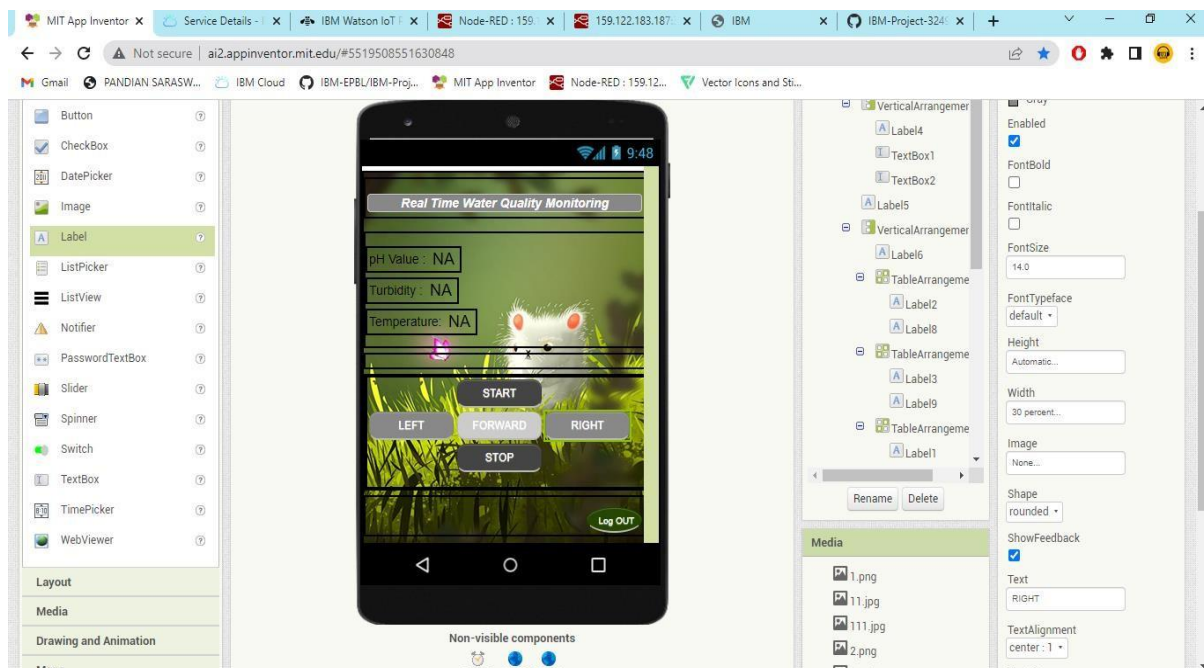 MIT App Inventor
Service Details -
IBM Watson IoT
Node-RED : 159.
159.122.183.187:
IBM
IBM-Project-324
Not secure
ai2.appinventor.mit.edu/#5519508551630848
Gmail
PANDIAN SARASW...
IBM Cloud
IBM-EPBL/IBM-Proj...
MIT App Inventor
Node-RED : 159.12...
Vector Icons and Sti...
Button
CheckBox
DatePicker
Image
Label
ListPicker
ListView
Notifier
PasswordTextBox
Slider
Spinner
Switch
TextBox
TimePicker
WebViewer
Layout
Media
Drawing and Animation
9:48
Real Time Water Quality Monitoring
pH Value : NA
Turbidity : NA
Temperature: NA
START
LEFT
FORWARD
RIGHT
STOP
Log OUT
Non-visible components
VerticalArrangemer
Label4
TextBox1
TextBox2
Label5
VerticalArrangemer
Label6
TableArrangeme
Label2
Label8
TableArrangeme
Label3
Label9
TableArrangeme
Label1
Rename
Delete
Media
1.png
11.jpg
111.jpg
2.png
Enabled
FontBold
FontItalic
FontSize
14.0
FontTypeface
default
Height
Automatic...
Width
30 percent...
Image
None...
Shape
rounded
ShowFeedback
Text
RIGHT
TextAlignment
center : 1